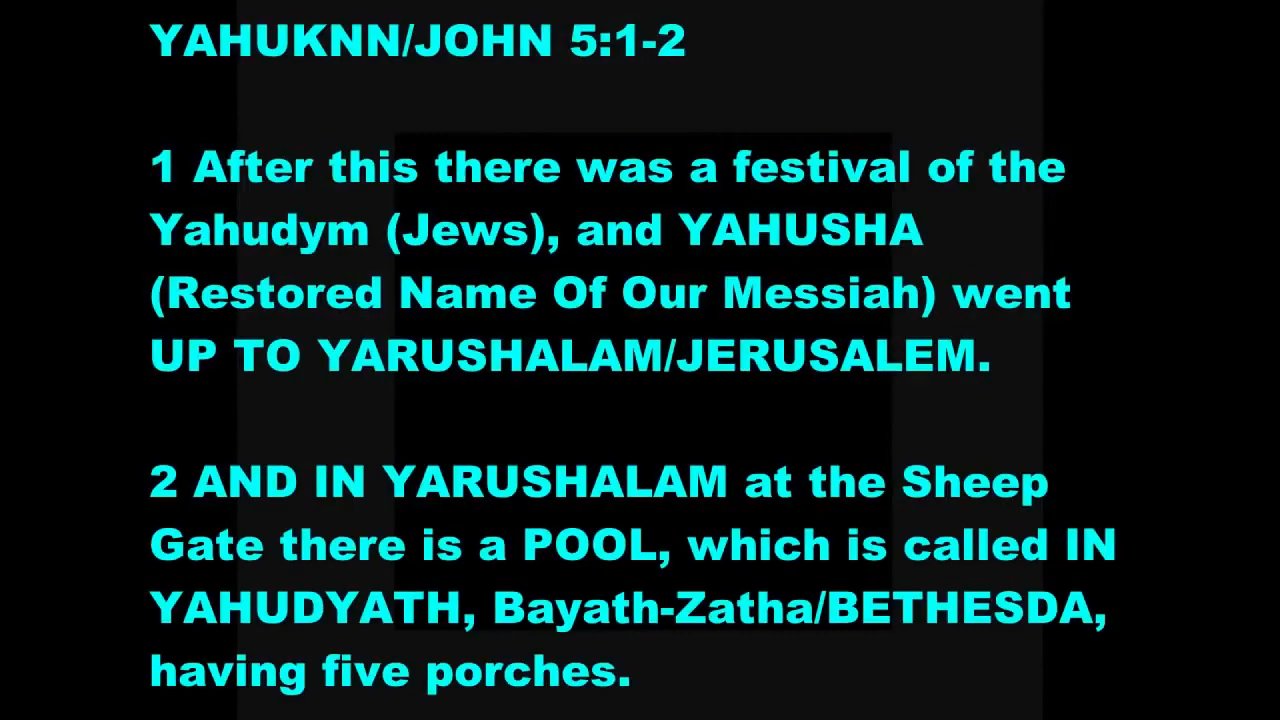 YAHUKNN/JOHN 5:1-2
1 After this there was a festival of the
Yahudym (Jews), and YAHUSHA
(Restored Name Of Our Messiah) went
UP TO YARUSHALAM/JERUSALEM.
2 AND IN YARUSHALAM at the Sheep
Gate there is a POOL, which is called IN
YAHUDYATH, Bayath-Zatha/BETHESDA,
having five porches.